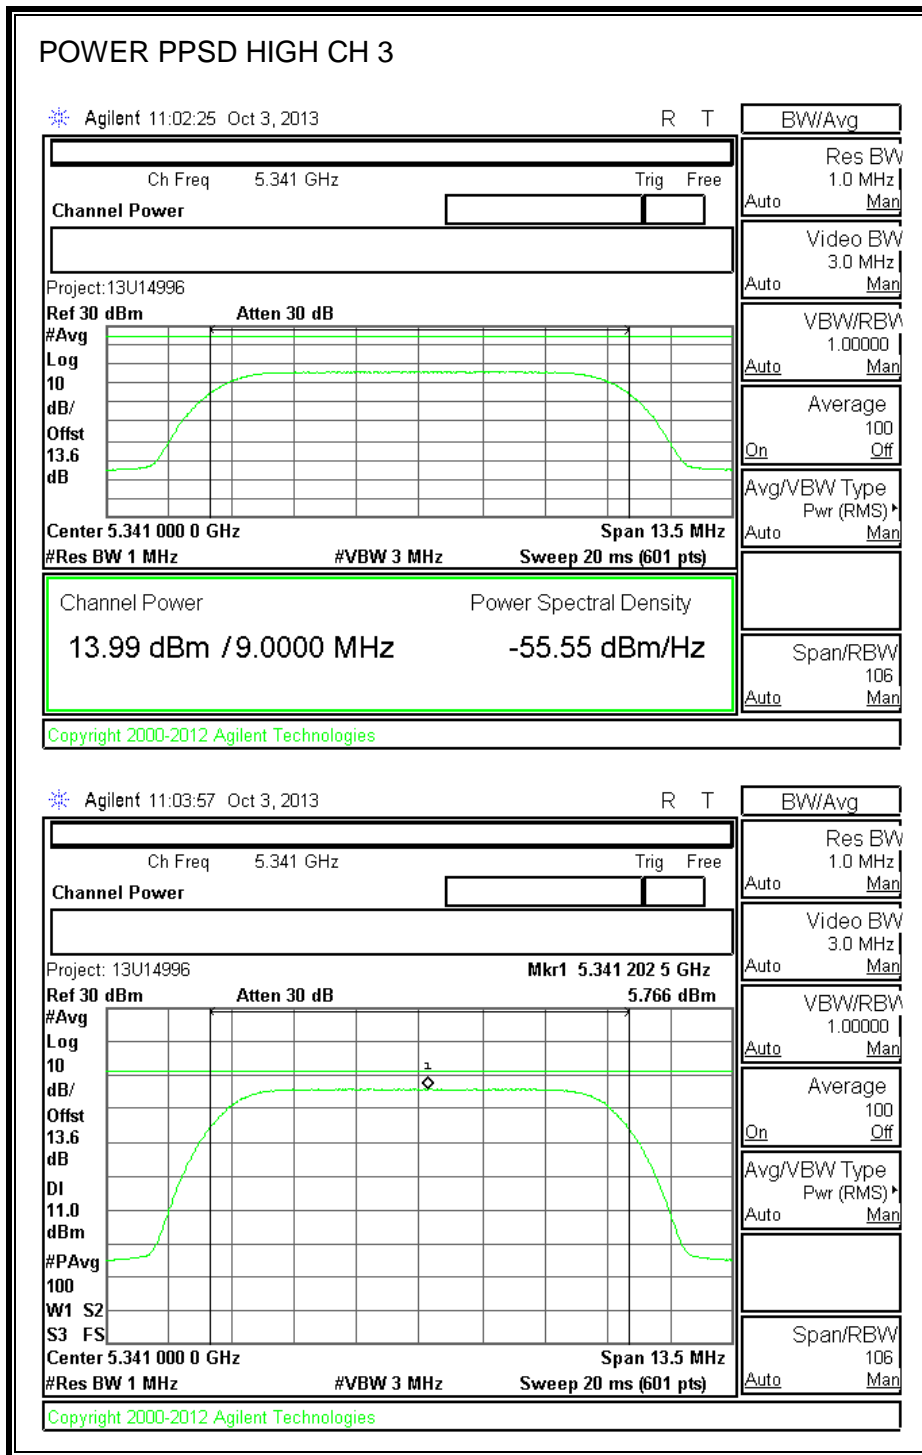 POWER PPSD HIGH CH 3
Agilent 11:02:25 Oct 3, 2013 R T
BW/Avg
Ch Freq 5.341 GHz Trig Free
Channel Power
Project:13U14996
Ref 30 dBm Atten 30 dB
#Avg
Log
10
dB/
Offst
13.6
dB
Center 5.341 000 0 GHz Span 13.5 MHz
#Res BW 1 MHz #VBW 3 MHz Sweep 20 ms (601 pts)
Channel Power Power Spectral Density
13.99 dBm / 9.0000 MHz -55.55 dBm/Hz
Res BW
1.0 MHz
Auto Man
Video BW
3.0 MHz
Auto Man
VBW/RBW
1.00000
Auto Man
Average
100
On Off
Avg/VBW Type
Pwr (RMS)
Auto Man
Span/RBW
106
Auto Man
Copyright 2000-2012 Agilent Technologies
Agilent 11:03:57 Oct 3, 2013 R T
BW/Avg
Ch Freq 5.341 GHz Trig Free
Channel Power
Project: 13U14996 Mkr1 5.341 202 5 GHz
Ref 30 dBm Atten 30 dB 5.766 dBm
#Avg
Log
10
dB/
Offst
13.6
dB
DI
11.0
dBm
#PAvg
100
W1 S2
S3 FS
1
Center 5.341 000 0 GHz Span 13.5 MHz
#Res BW 1 MHz #VBW 3 MHz Sweep 20 ms (601 pts)
Res BW
1.0 MHz
Auto Man
Video BW
3.0 MHz
Auto Man
VBW/RBW
1.00000
Auto Man
Average
100
On Off
Avg/VBW Type
Pwr (RMS)
Auto Man
Span/RBW
106
Auto Man
Copyright 2000-2012 Agilent Technologies